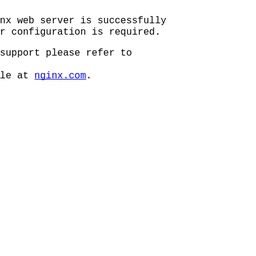 nx web server is successfully
r configuration is required.
support please refer to
le at nginx.com.